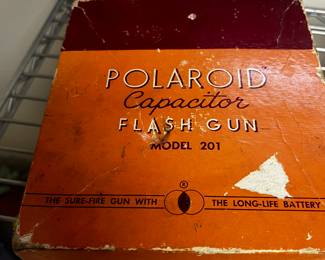 POLAROID
Capacitor
FLASH GUN
MODEL 201
®
THE SURE-FIRE GUN WITH THE LONG-LIFE BATTERY